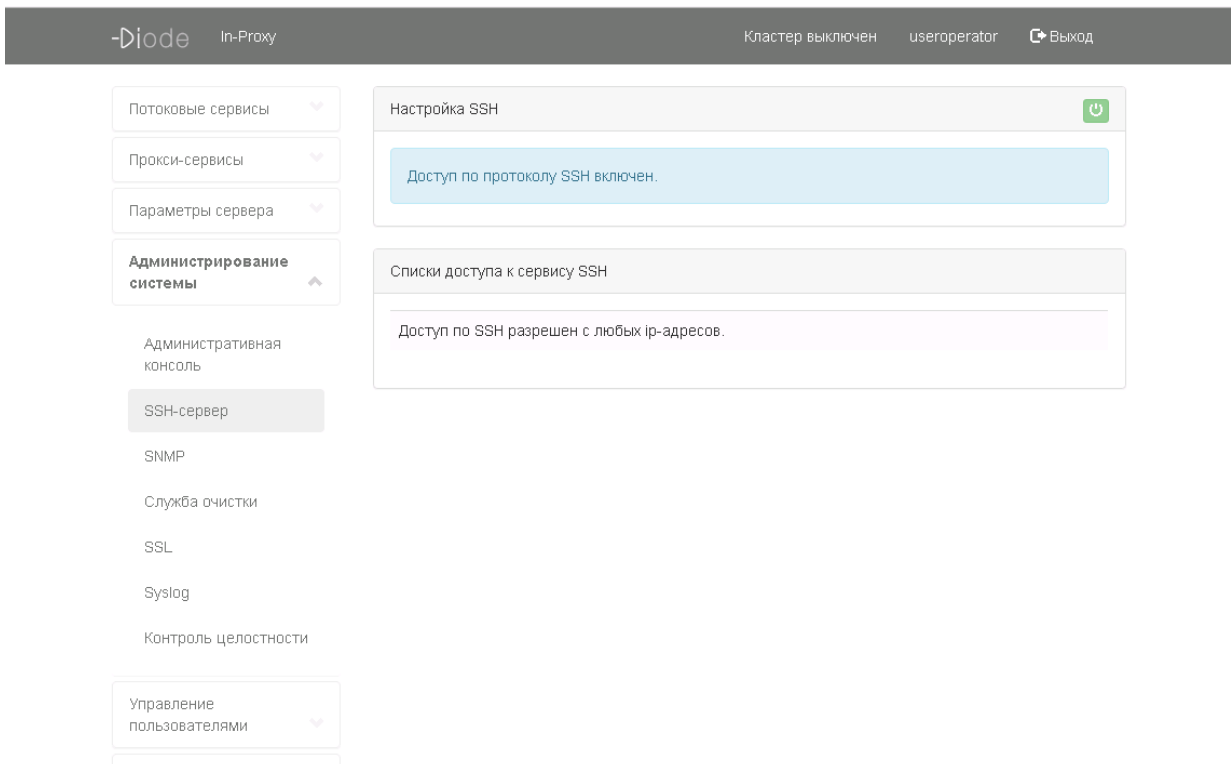 -Diode In-Proxy Кластер выключен useroperator Выход
Потоковые сервисы
Прокси-сервисы
Параметры сервера
Администрирование
системы
Административная
консоль
SSH-сервер
SNMP
Служба очистки
SSL
Syslog
Контроль целостности
Управление
пользователями
Настройка SSH
Доступ по протоколу SSH включен.
Списки доступа к сервису SSH
Доступ по SSH разрешен с любых ip-адресов.